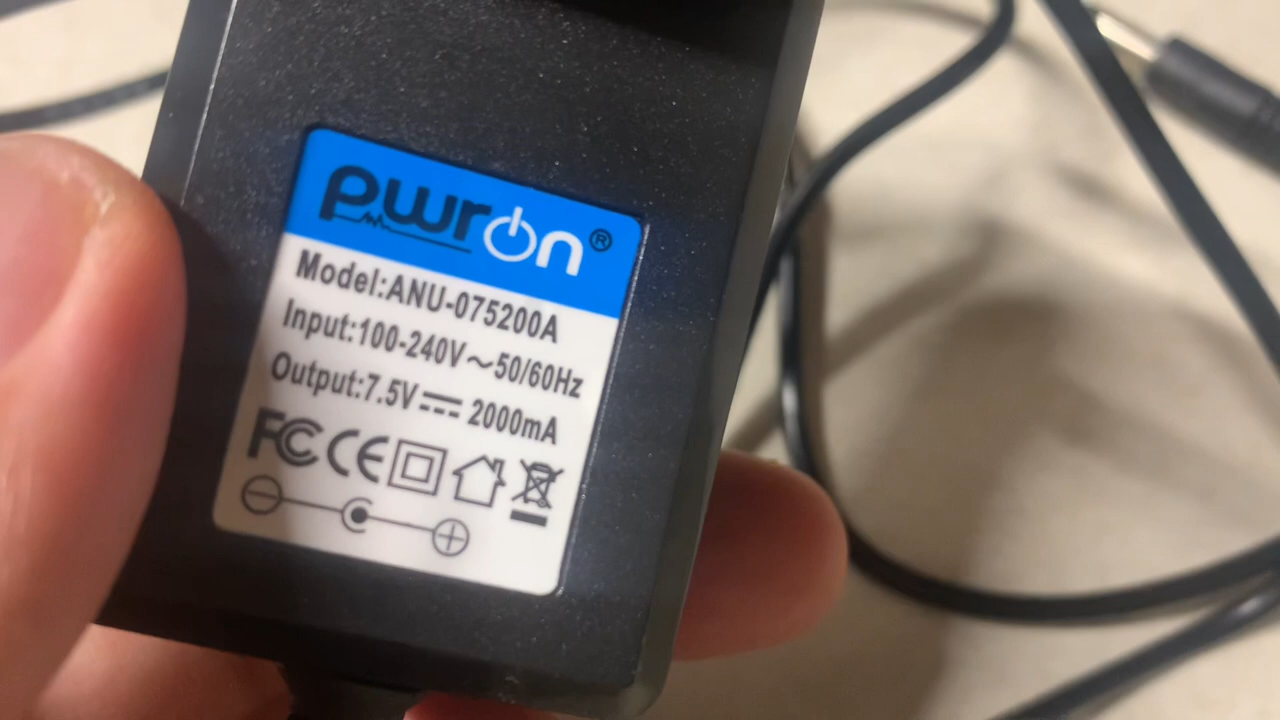 pwron®
Model:ANU-075200A
Input:100-240V～50/60Hz
Output:7.5V⎓2000mA
FC CE